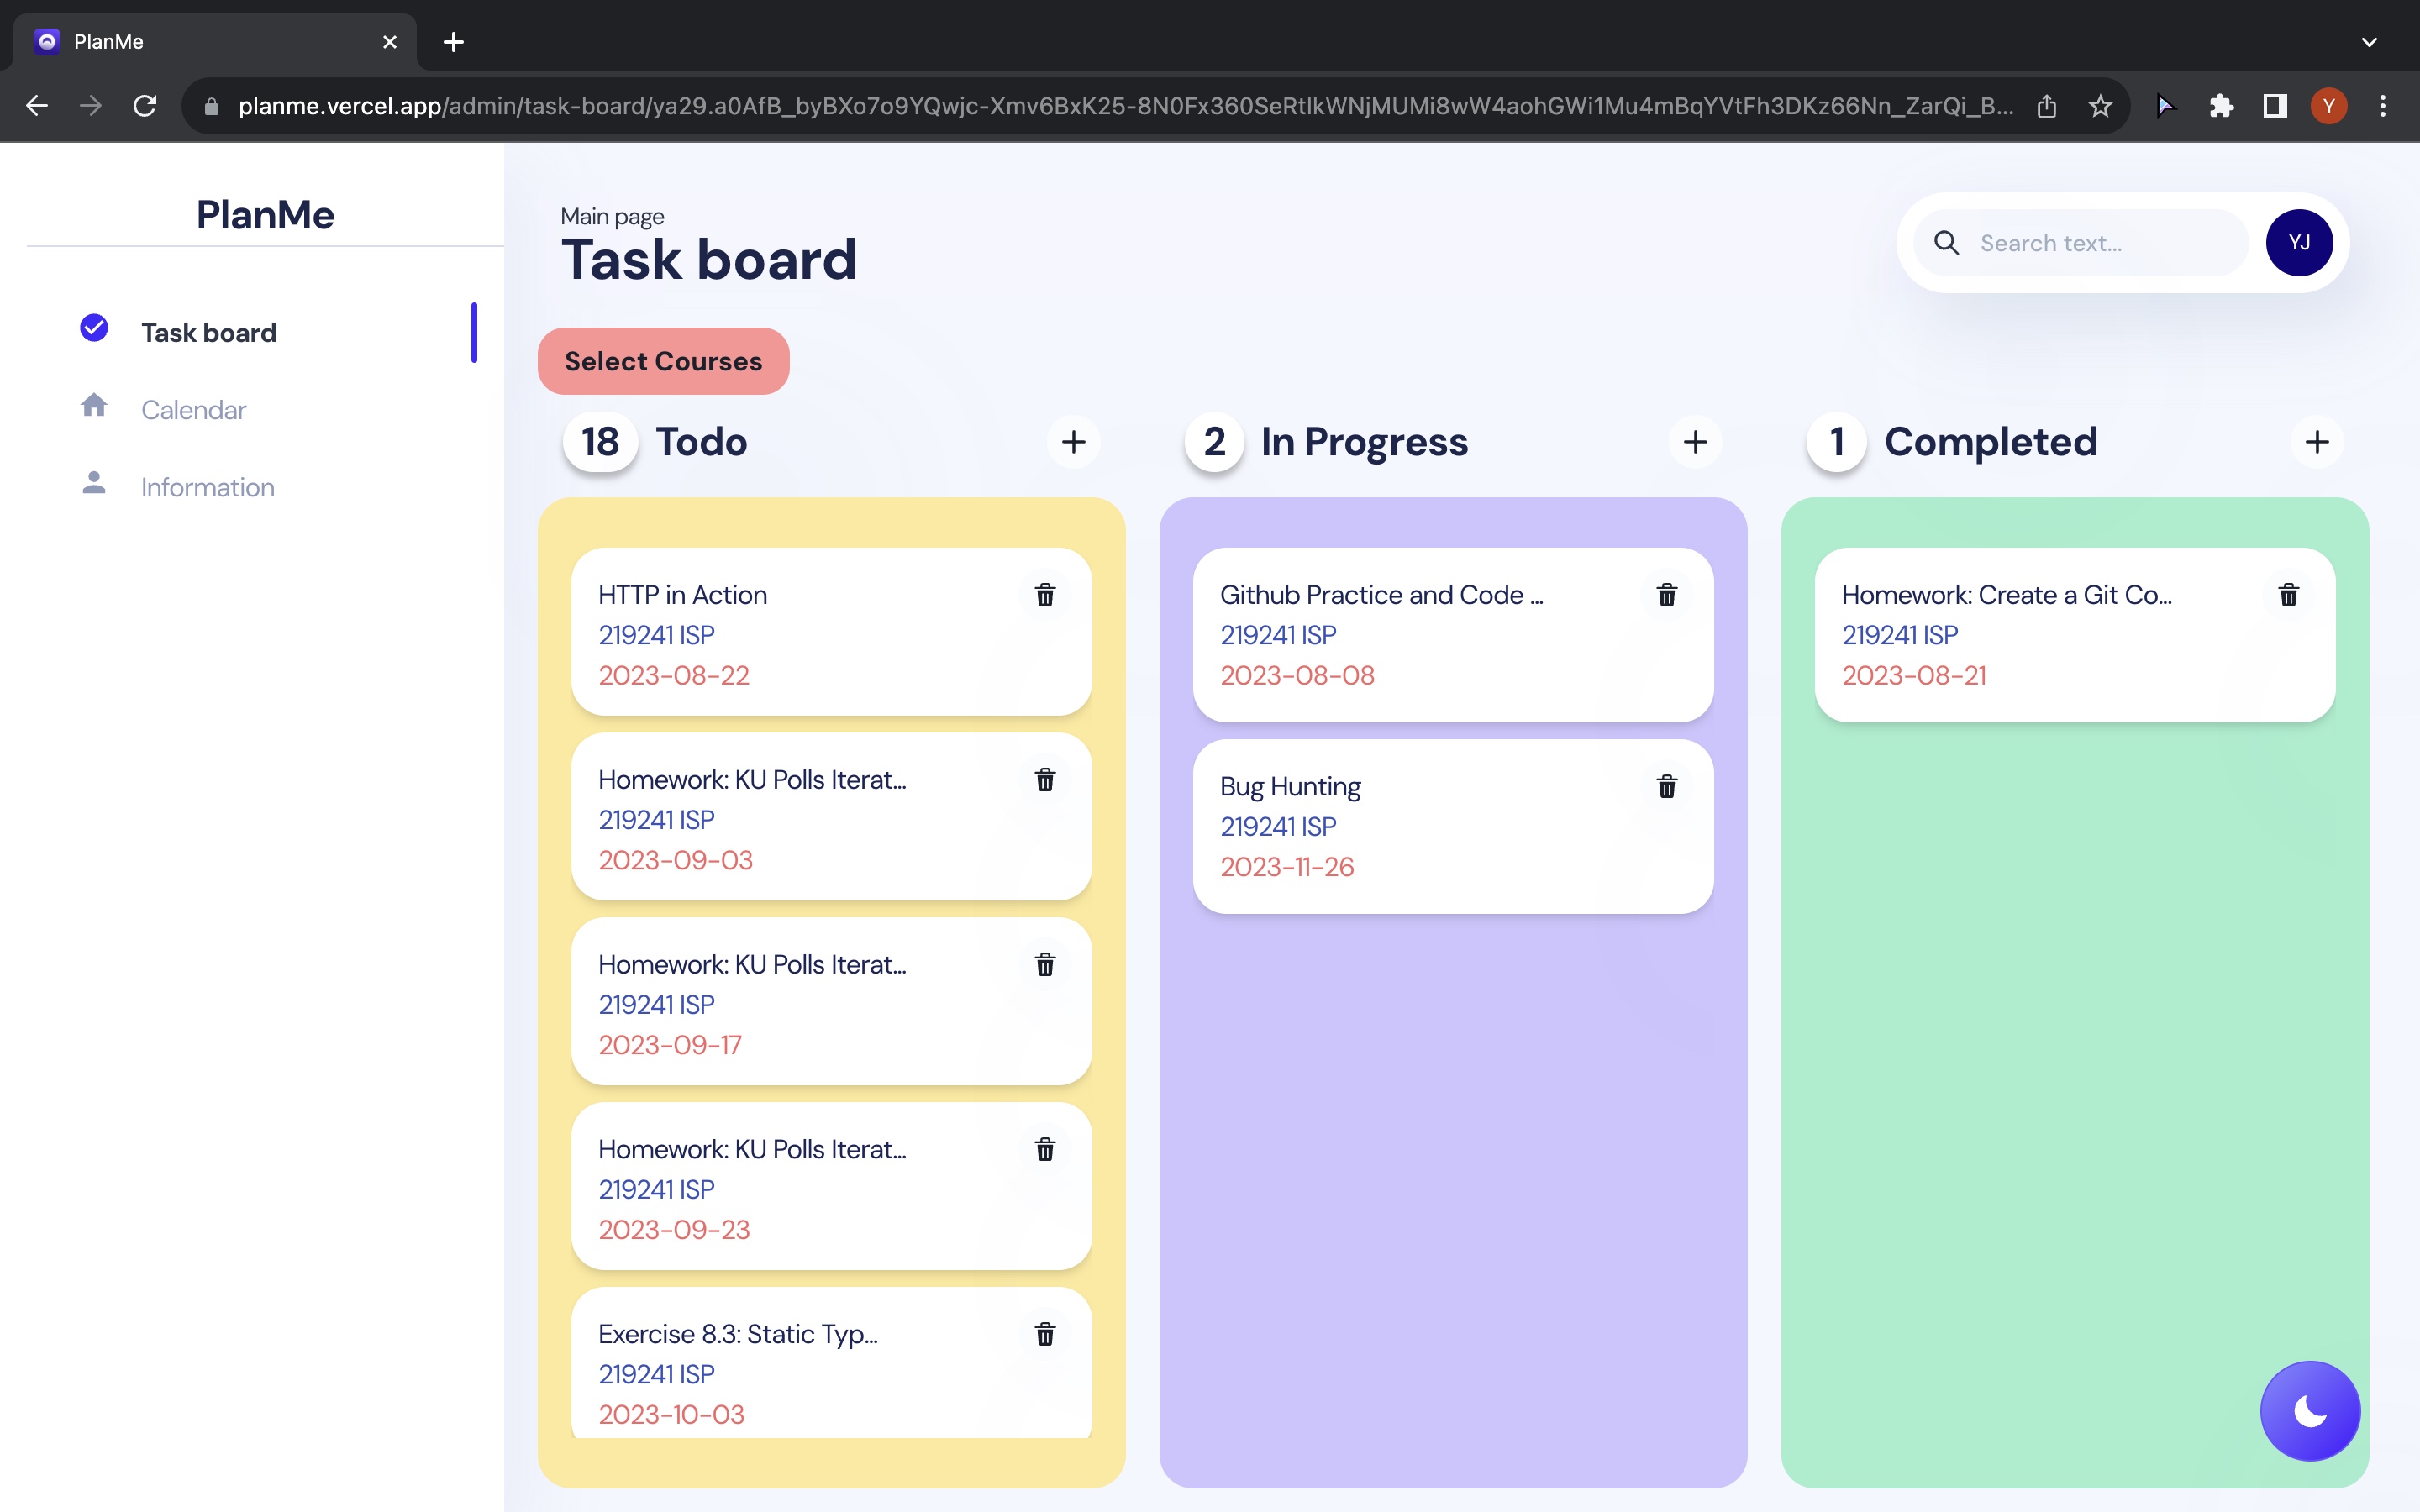 PlanMe
planme.vercel.app/admin/task-board/ya29.a0AfB_byBXo7o9YQwjc-Xmv6BxK25-8N0Fx360SeRtlkWNjMUMi8wW4aohGWi1Mu4mBqYVtFh3DKz66Nn_ZarQi_B...
Y
PlanMe
Task board
Calendar
Information
Main page
Task board
Search text...
YJ
Select Courses
18 Todo
HTTP in Action
219241 ISP
2023-08-22
Homework: KU Polls Iterat...
219241 ISP
2023-09-03
Homework: KU Polls Iterat...
219241 ISP
2023-09-17
Homework: KU Polls Iterat...
219241 ISP
2023-09-23
Exercise 8.3: Static Typ...
219241 ISP
2023-10-03
2 In Progress
Github Practice and Code ...
219241 ISP
2023-08-08
Bug Hunting
219241 ISP
2023-11-26
1 Completed
Homework: Create a Git Co...
219241 ISP
2023-08-21